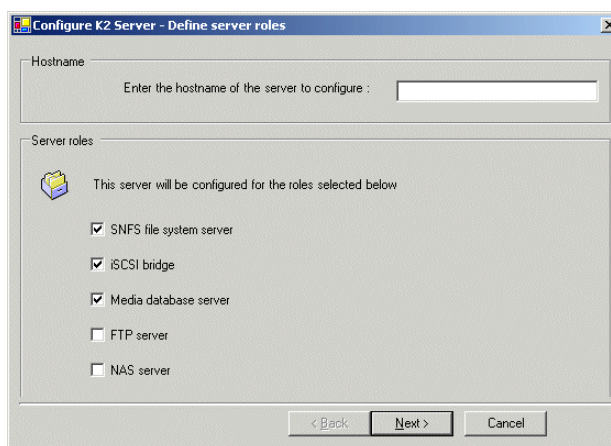 Configure K2 Server - Define server roles
Hostname
Enter the hostname of the server to configure :
Server roles
This server will be configured for the roles selected below
SNFS file system server
iSCSI bridge
Media database server
FTP server
NAS server
< Back Next > Cancel